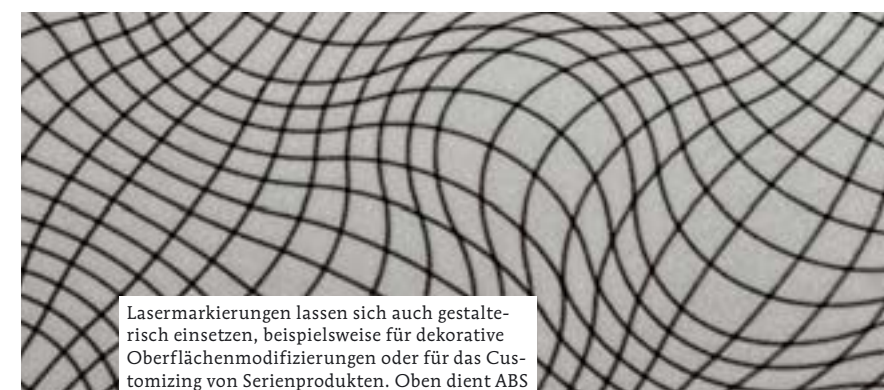 Lasermarkierungen lassen sich auch gestalte-
risch einsetzen, beispielsweise für dekorative
Oberflächenmodifizierungen oder für das Cus-
tomizing von Serienprodukten. Oben dient ABS